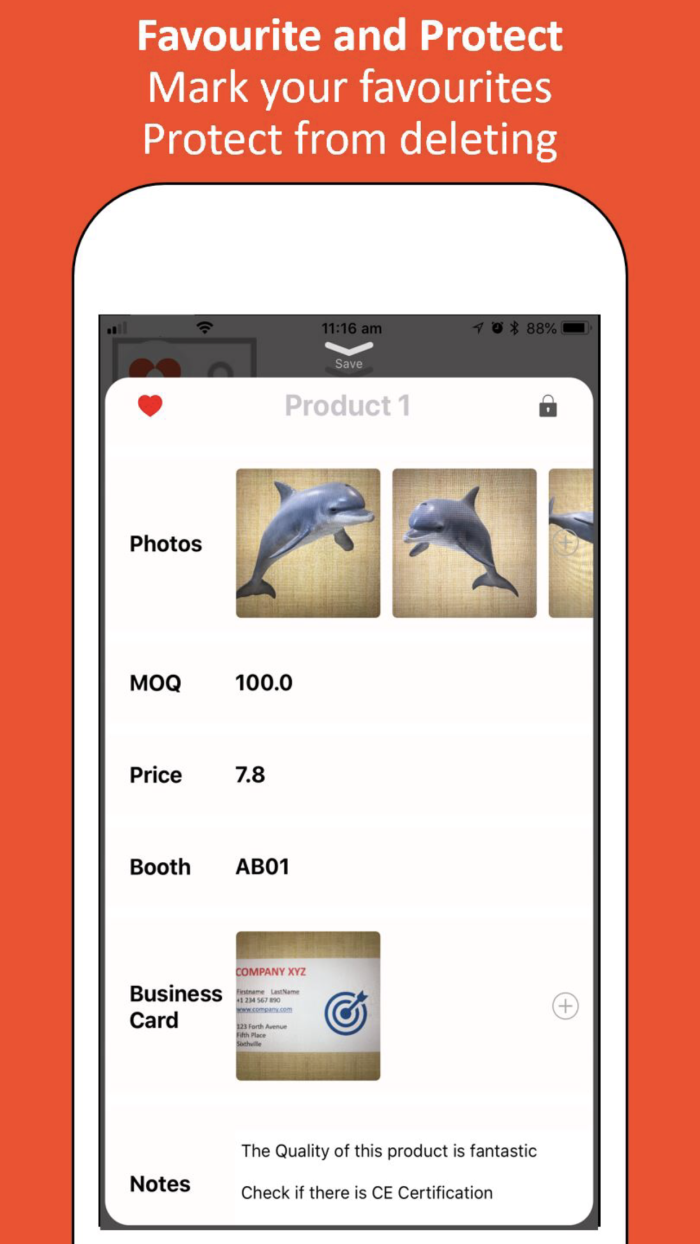 Favourite and Protect
Mark your favourites
Protect from deleting
11:16 am
88%
Save
Product 1
Photos
MOQ
100.0
Price
7.8
Booth
AB01
Business
Card
COMPANY XYZ
Firstname LastName
+1 234 567 890
www.company.com
123 Forth Avenue
Fifth Place
Sixthville
Notes
The Quality of this product is fantastic
Check if there is CE Certification